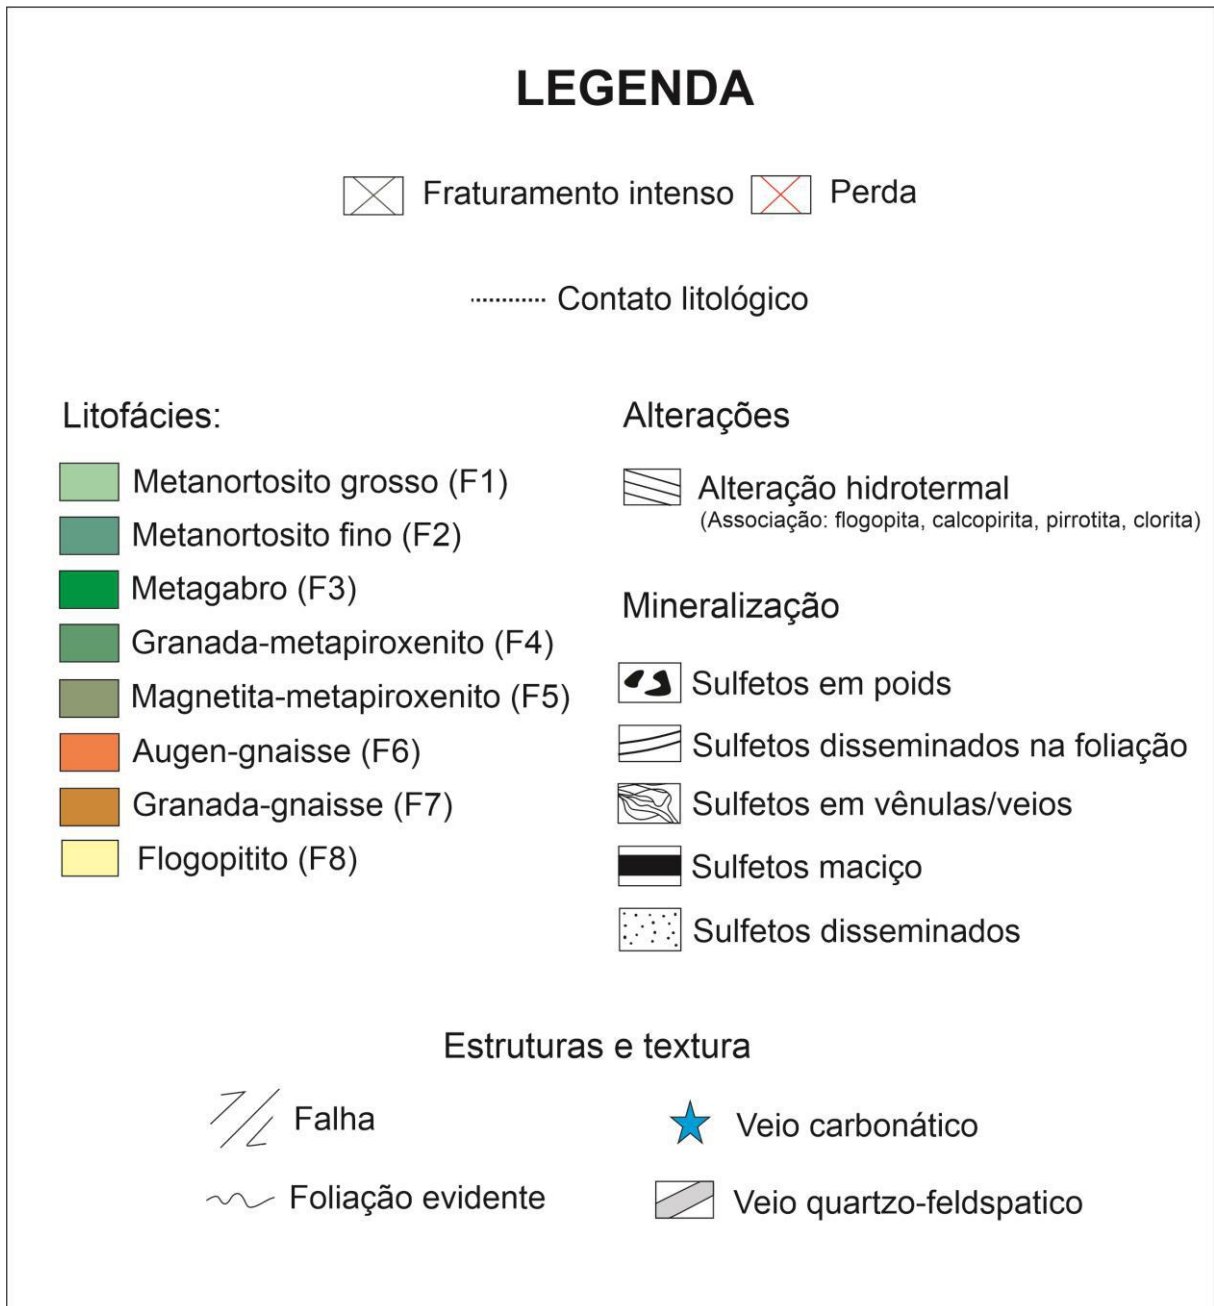 LEGENDA
Fraturamento intenso
Perda
Contato litológico
Litofácies:
Metanortosito grosso (F1)
Metanortosito fino (F2)
Metagabro (F3)
Granada-metapiroxenito (F4)
Magnetita-metapiroxenito (F5)
Augen-gnaisse (F6)
Granada-gnaisse (F7)
Flogopitito (F8)
Alterações
Alteração hidrotermal
(Associação: flogopita, calcopirita, pirrotita, clorita)
Mineralização
Sulfetos em poids
Sulfetos disseminados na foliação
Sulfetos em vênulas/veios
Sulfetos maciço
Sulfetos disseminados
Estruturas e textura
Falha
Veio carbonático
Foliação evidente
Veio quartzo-feldspatico